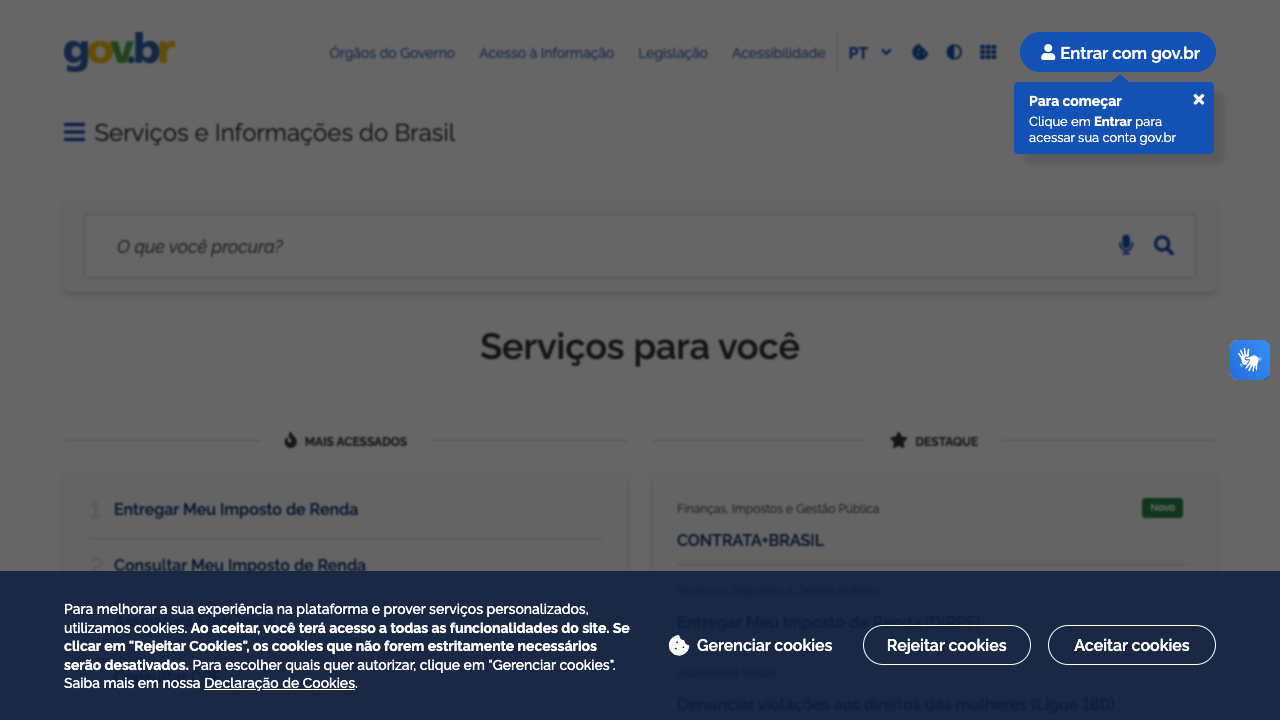 gov.br
Órgãos do Governo
Acesso à Informação
Legislação
Acessibilidade
PT
Entrar com gov.br
Para começar
Clique em Entrar para
acessar sua conta gov.br
Serviços e Informações do Brasil
O que você procura?
Serviços para você
MAIS ACESSADOS
1 Entregar Meu Imposto de Renda
2 Consultar Meu Imposto de Renda
DESTAQUE
Finanças, Impostos e Gestão Pública
Novo
CONTRATA+BRASIL
Finanças, Impostos e Gestão Pública
Entregar Meu Imposto de Renda (DIRPF)
Assistência Social
Denunciar violações aos direitos das mulheres (Ligue 180)
Para melhorar a sua experiência na plataforma e prover serviços personalizados,
utilizamos cookies. Ao aceitar, você terá acesso a todas as funcionalidades do site. Se
clicar em "Rejeitar Cookies", os cookies que não forem estritamente necessários
serão desativados. Para escolher quais quer autorizar, clique em "Gerenciar cookies".
Saiba mais em nossa Declaração de Cookies.
Gerenciar cookies
Rejeitar cookies
Aceitar cookies